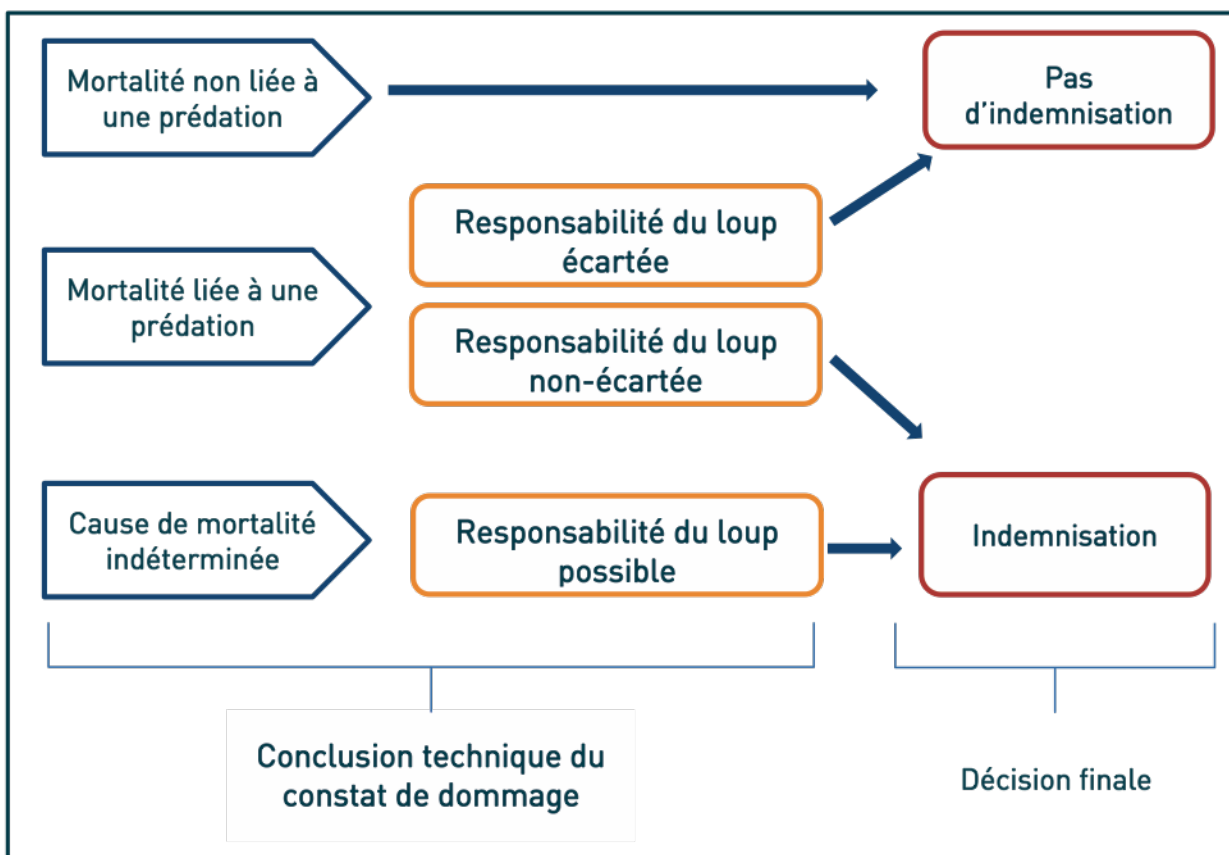 Mortalité non liée à
une prédation
Pas
d'indemnisation
Responsabilité du loup
écartée
Mortalité liée à une
prédation
Responsabilité du loup
non-écartée
Cause de mortalité
indéterminée
Responsabilité du loup
possible
Indemnisation
Conclusion technique du
constat de dommage
Décision finale